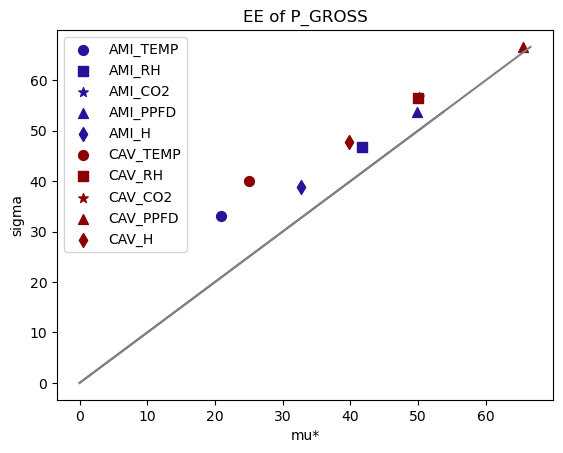 EE of P_GROSS
AMI_TEMP
AMI_RH
AMI_CO2
AMI_PPFD
AMI_H
CAV_TEMP
CAV_RH
CAV_CO2
CAV_PPFD
CAV_H
sigma
60
50
40
30
20
10
0
0 10 20 30 40 50 60
mu*